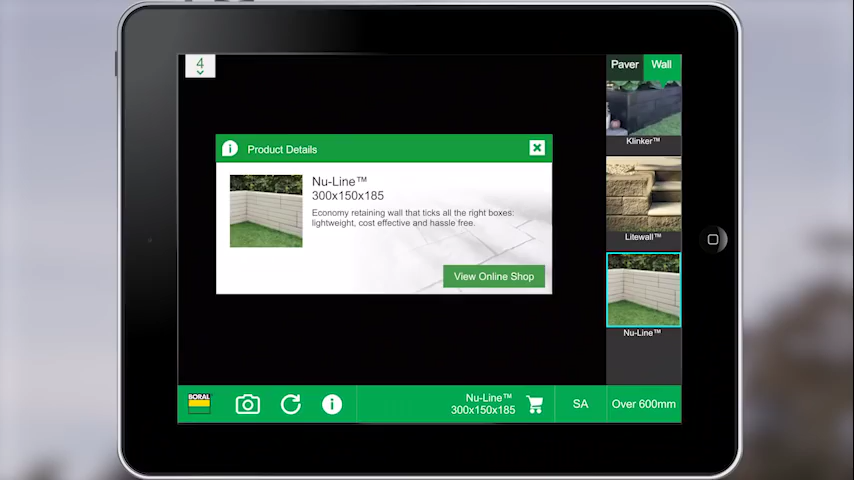 4
Paver Wall
Klinker™
Product Details
Nu-Line™
300x150x185
Economy retaining wall that ticks all the right boxes:
lightweight, cost effective and hassle free.
View Online Shop
Litewall™
Nu-Line™
BORAL
Nu-Line™
300x150x185
SA
Over 600mm